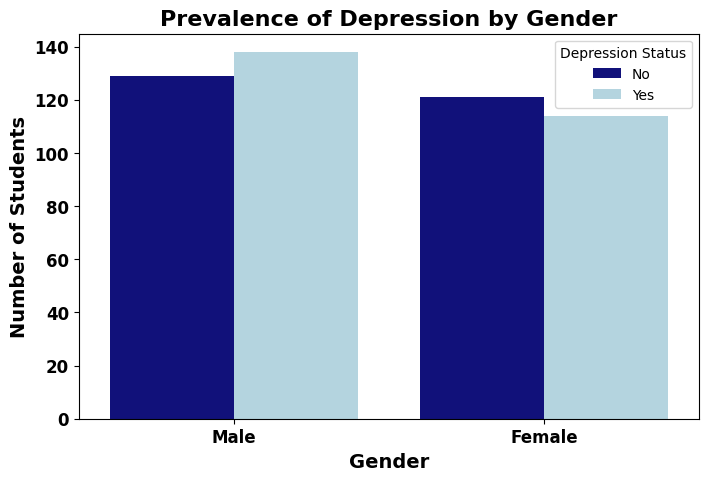 Prevalence of Depression by Gender
Number of Students
140
120
100
80
60
40
20
0
Depression Status
No
Yes
Male
Female
Gender